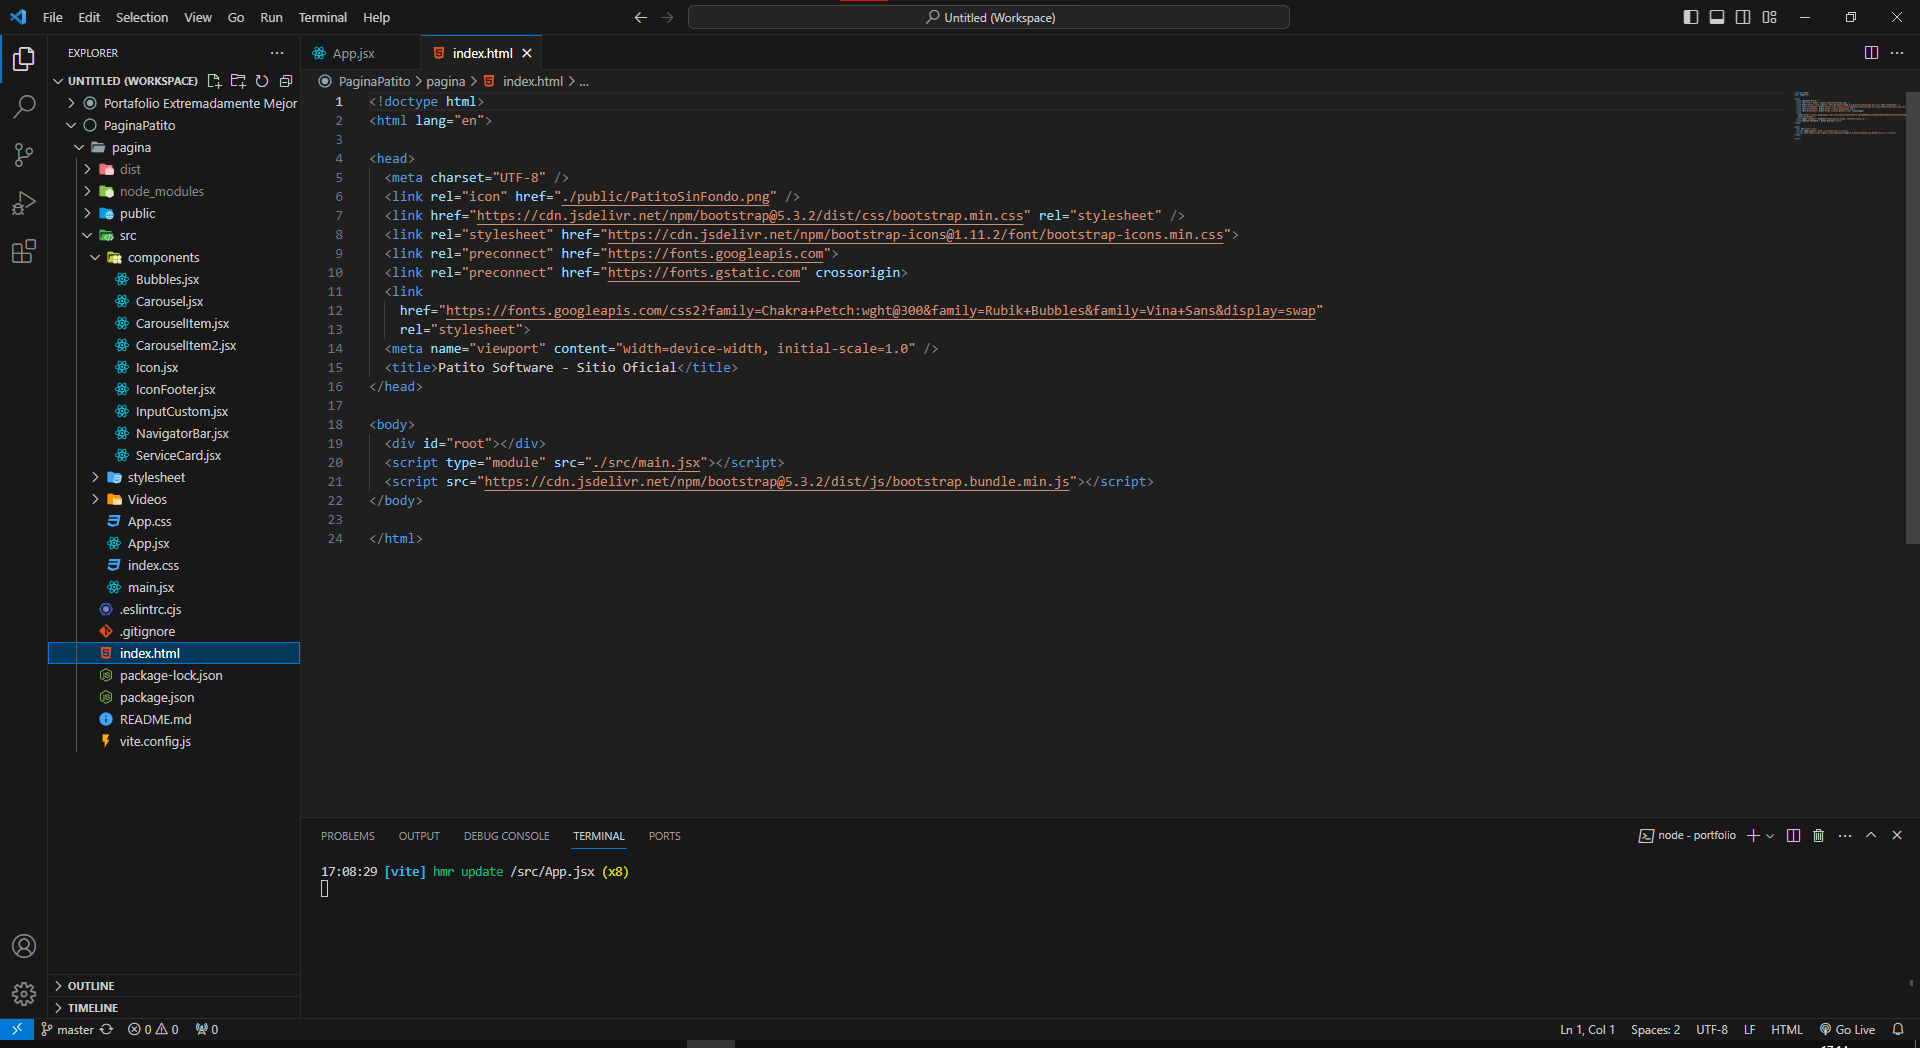 File Edit Selection View Go Run Terminal Help
Untitled (Workspace)
EXPLORER
UNTITLED (WORKSPACE)
Portafolio Extremadamente Mejor
PaginaPatito
pagina
dist
node_modules
public
src
components
Bubbles.jsx
Carousel.jsx
CarouselItem.jsx
CarouselItem2.jsx
Icon.jsx
IconFooter.jsx
InputCustom.jsx
NavigatorBar.jsx
ServiceCard.jsx
stylesheet
Videos
App.css
App.jsx
index.css
main.jsx
.eslintrc.cjs
.gitignore
index.html
package-lock.json
package.json
README.md
vite.config.js
OUTLINE
TIMELINE
App.jsx index.html
PaginaPatito > pagina > index.html > ...
1 <!doctype html>
2 <html lang="en">
3
4 <head>
5 <meta charset="UTF-8" />
6 <link rel="icon" href="./public/PatitoSinFondo.png" />
7 <link href="https://cdn.jsdelivr.net/npm/bootstrap@5.3.2/dist/css/bootstrap.min.css" rel="stylesheet" />
8 <link rel="stylesheet" href="https://cdn.jsdelivr.net/npm/bootstrap-icons@1.11.2/font/bootstrap-icons.min.css">
9 <link rel="preconnect" href="https://fonts.googleapis.com">
10 <link rel="preconnect" href="https://fonts.gstatic.com" crossorigin>
11 <link
12 href="https://fonts.googleapis.com/css2?family=Chakra+Petch:wght@300&family=Rubik+Bubbles&family=Vina+Sans&display=swap"
13 rel="stylesheet">
14 <meta name="viewport" content="width=device-width, initial-scale=1.0" />
15 <title>Patito Software - Sitio Oficial</title>
16 </head>
17
18 <body>
19 <div id="root"></div>
20 <script type="module" src="./src/main.jsx"></script>
21 <script src="https://cdn.jsdelivr.net/npm/bootstrap@5.3.2/dist/js/bootstrap.bundle.min.js"></script>
22 </body>
23
24 </html>
PROBLEMS OUTPUT DEBUG CONSOLE TERMINAL PORTS
node - portfolio
17:08:29 [vite] hmr update /src/App.jsx (x8)
master 0 0 0
Ln 1, Col 1 Spaces: 2 UTF-8 LF HTML Go Live